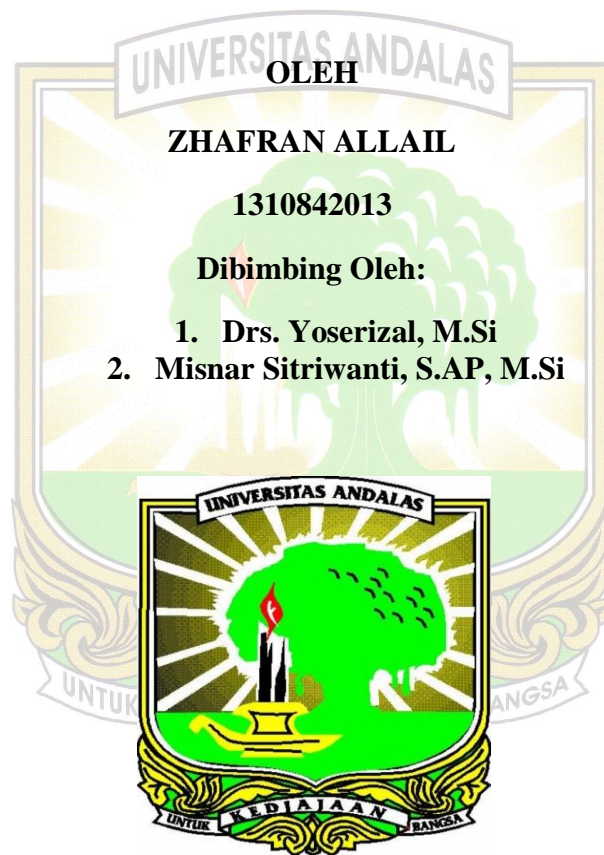 UNIVERSITAS ANDALAS
OLEH
ZHAFRAN ALLAIL
1310842013
Dibimbing Oleh:
1. Drs. Yoserizal, M.Si
2. Misnar Sitriwanti, S.AP, M.Si
UNIVERSITAS ANDALAS
UNTUK
BANGSA
UNTUK KEDJAJAAN BANGSA